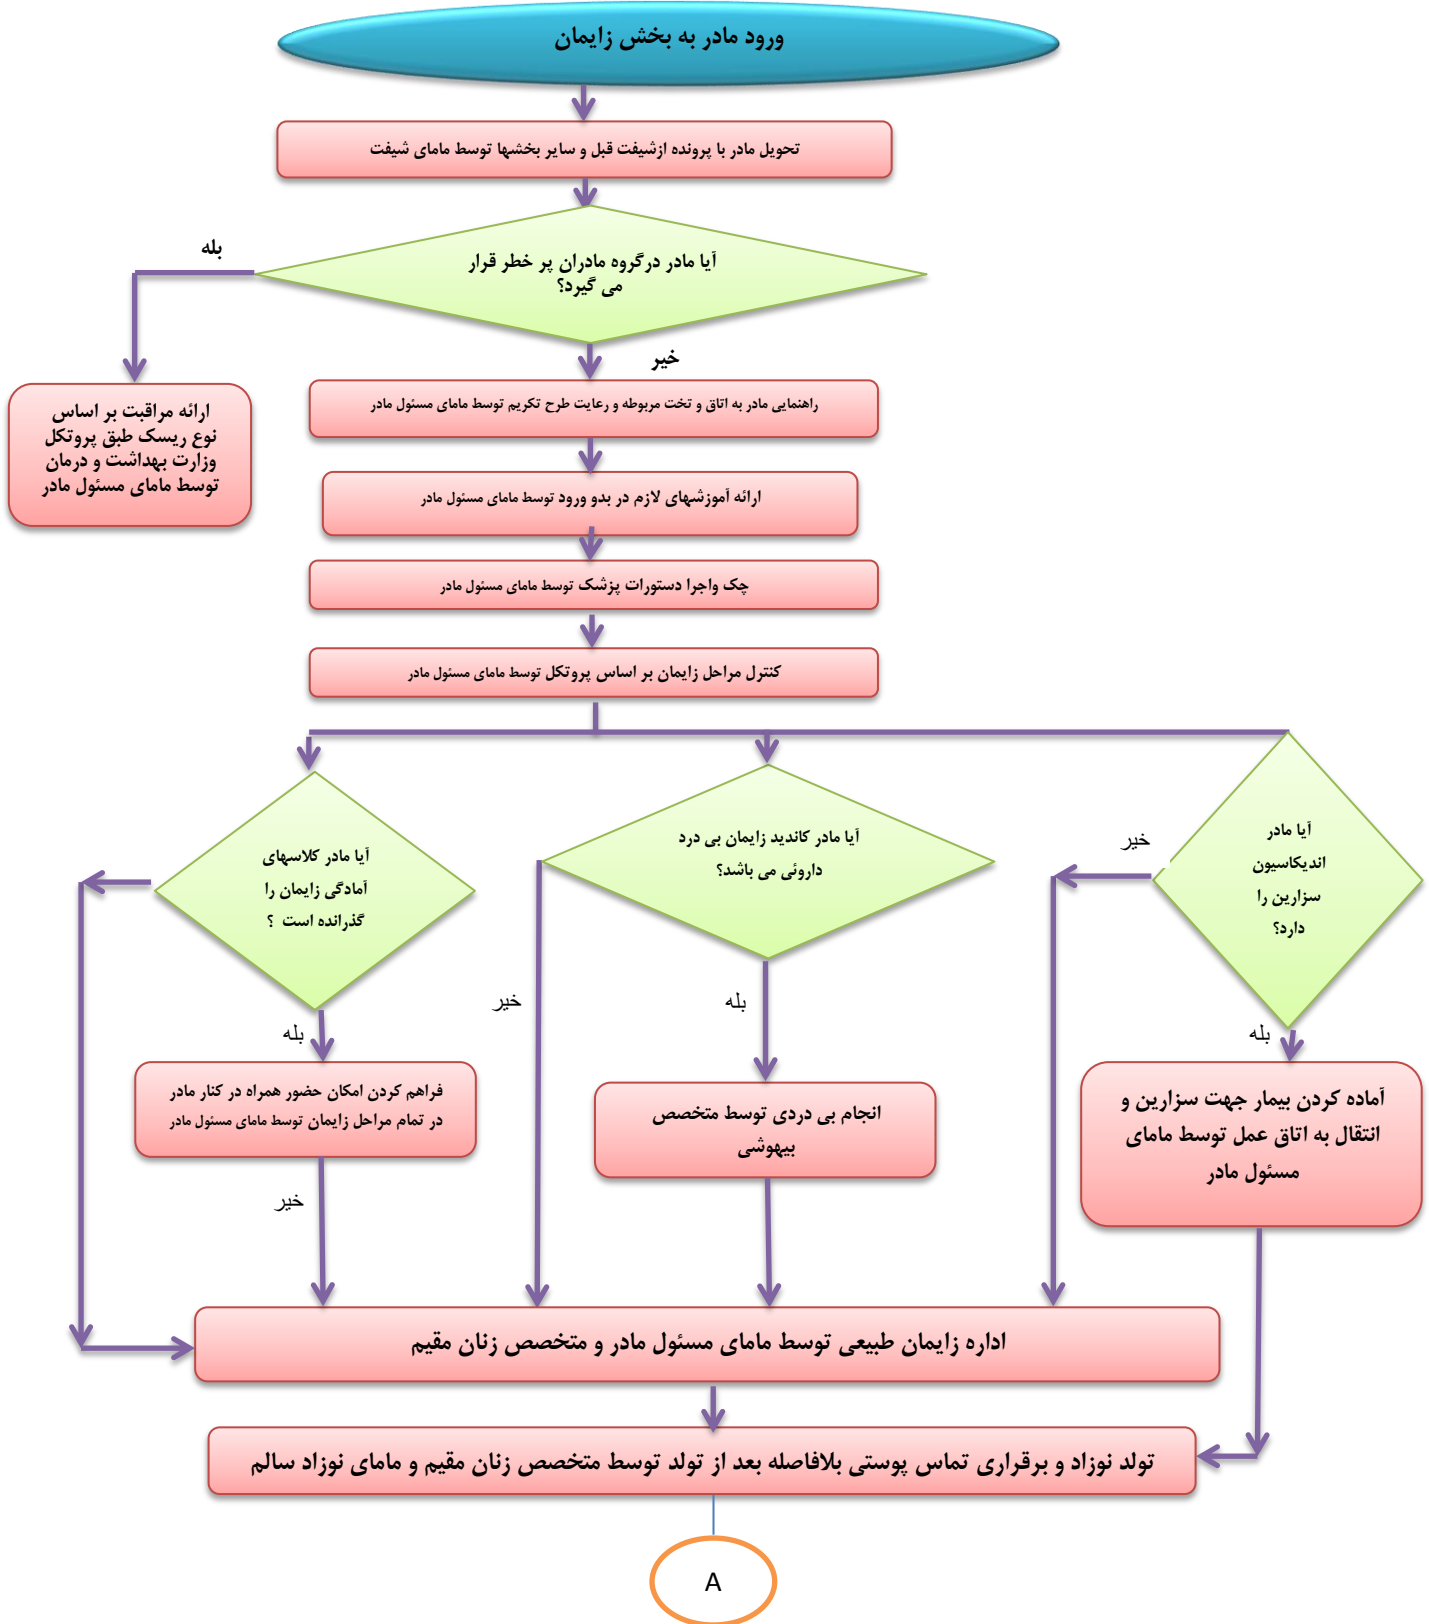 ورود مادر به بخش زایمان
تحویل مادر با پرونده ازشیفت قبل و سایر بخشها توسط مامای شیفت
بله
آیا مادر درگروه مادران پر خطر قرار
می گیرد؟
خیر
ارائه مراقبت بر اساس
نوع ریسک طبق پروتکل
وزارت بهداشت و درمان
توسط مامای مسئول مادر
راهنمایی مادر به اتاق و تخت مربوطه و رعایت طرح تکریم توسط مامای مسئول مادر
ارائه آموزشهای لازم در بدو ورود توسط مامای مسئول مادر
چک واجرا دستورات پزشک توسط مامای مسئول مادر
کنترل مراحل زایمان بر اساس پروتکل توسط مامای مسئول مادر
آیا مادر
اندیکاسیون
سزارین را
دارد؟
خیر
آیا مادر کاندید زایمان بی درد
داروئی می باشد؟
آیا مادر کلاسهای
آمادگی زایمان را
گذرانده است ؟
بله
بله
خیر
بله
آماده کردن بیمار جهت سزارین و
انتقال به اتاق عمل توسط مامای
مسئول مادر
انجام بی دردی توسط متخصص
بیهوشی
فراهم کردن امکان حضور همراه در کنار مادر
در تمام مراحل زایمان توسط مامای مسئول مادر
خیر
اداره زایمان طبیعی توسط مامای مسئول مادر و متخصص زنان مقیم
تولد نوزاد و برقراری تماس پوستی بلافاصله بعد از تولد توسط متخصص زنان مقیم و مامای نوزاد سالم
A